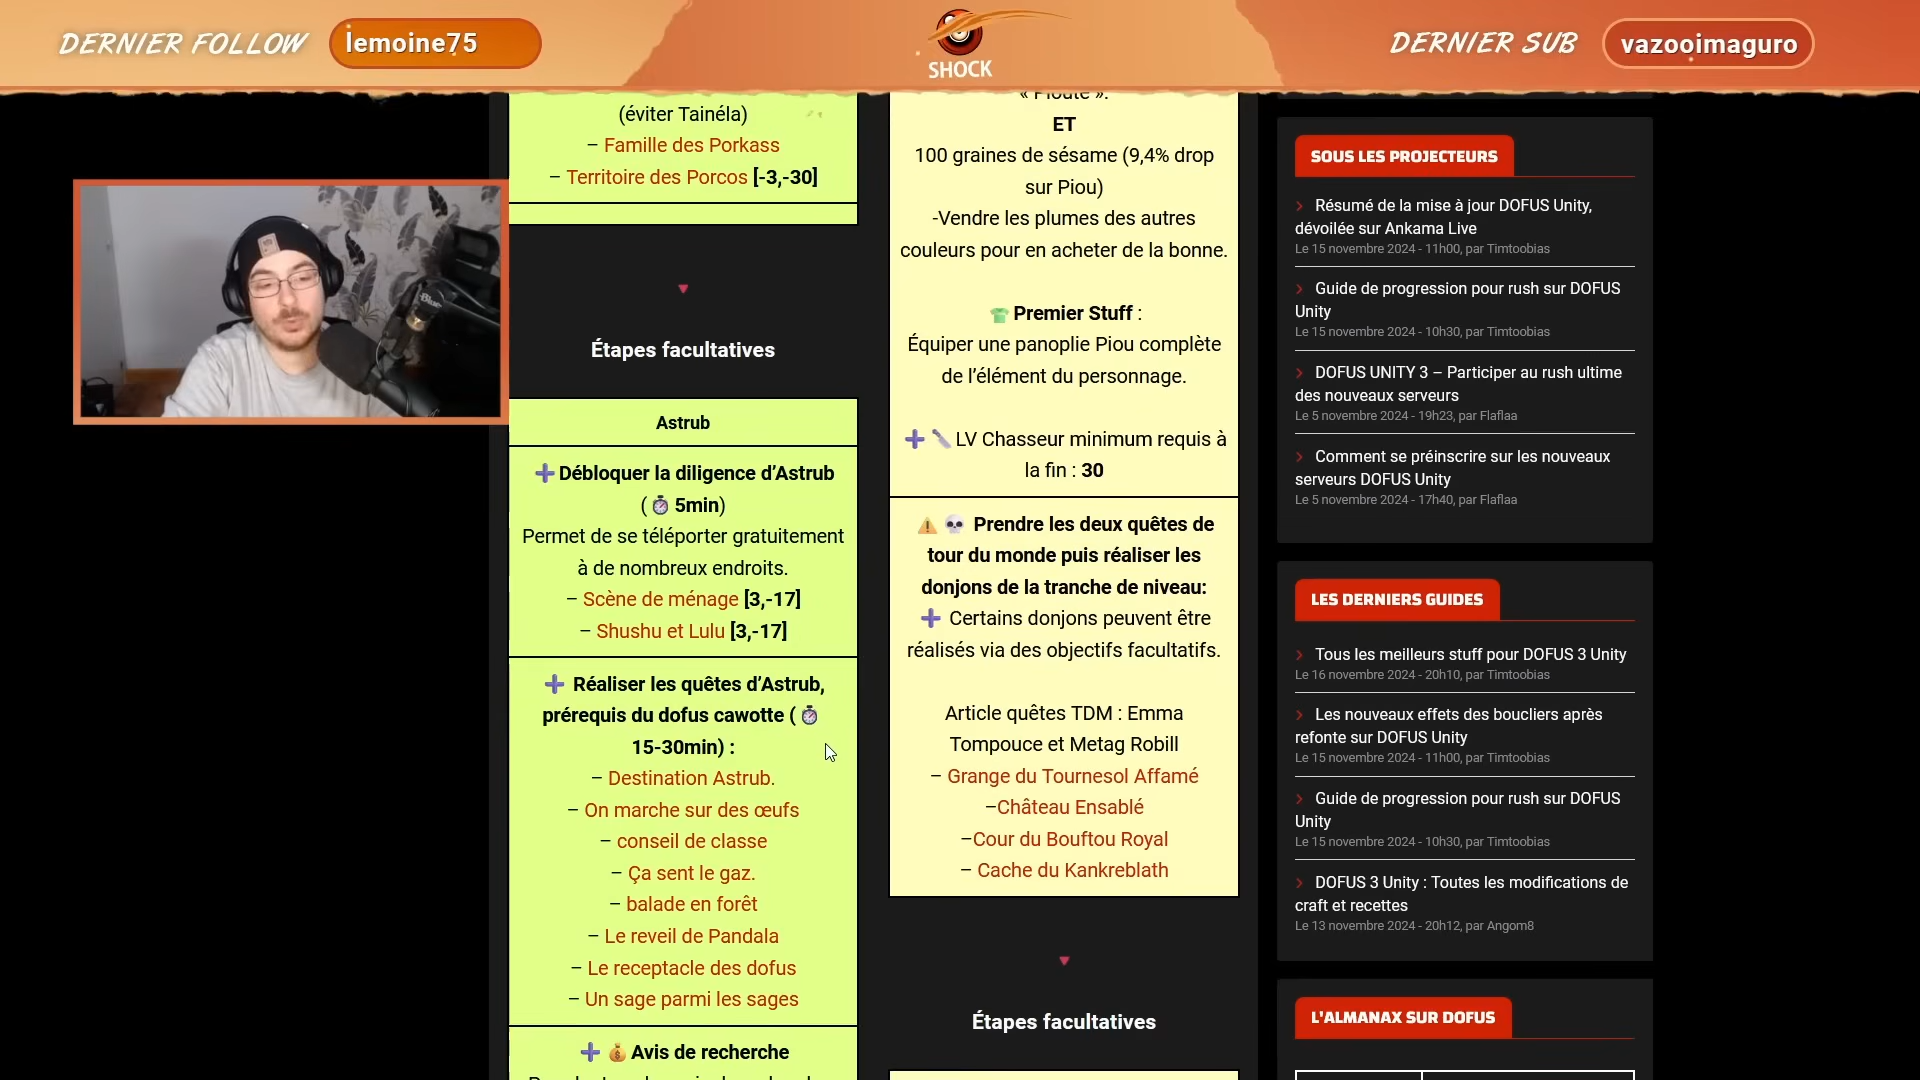 DERNIER FOLLOW
lemoine75
SHOCK
DERNIER SUB
vazooimaguro
(éviter Tainéla)
– Famille des Porkass
– Territoire des Porcos [-3,-30]
Étapes facultatives
Astrub
Débloquer la diligence d’Astrub
( 5min)
Permet de se téléporter gratuitement
à de nombreux endroits.
– Scène de ménage [3,-17]
– Shushu et Lulu [3,-17]
Réaliser les quêtes d’Astrub,
prérequis du dofus cawotte (
15-30min) :
– Destination Astrub.
– On marche sur des œufs
– conseil de classe
– Ça sent le gaz.
– balade en forêt
– Le reveil de Pandala
– Le receptacle des dofus
– Un sage parmi les sages
Avis de recherche
« Piouté ».
ET
100 graines de sésame (9,4% drop
sur Piou)
-Vendre les plumes des autres
couleurs pour en acheter de la bonne.
Premier Stuff :
Équiper une panoplie Piou complète
de l’élément du personnage.
LV Chasseur minimum requis à
la fin : 30
Prendre les deux quêtes de
tour du monde puis réaliser les
donjons de la tranche de niveau:
Certains donjons peuvent être
réalisés via des objectifs facultatifs.
Article quêtes TDM : Emma
Tompouce et Metag Robill
– Grange du Tournesol Affamé
–Château Ensablé
–Cour du Bouftou Royal
– Cache du Kankreblath
Étapes facultatives
SOUS LES PROJECTEURS
Résumé de la mise à jour DOFUS Unity,
dévoilée sur Ankama Live
Le 15 novembre 2024 - 11h00, par Timtoobias
Guide de progression pour rush sur DOFUS
Unity
Le 15 novembre 2024 - 10h30, par Timtoobias
DOFUS UNITY 3 – Participer au rush ultime
des nouveaux serveurs
Le 5 novembre 2024 - 19h23, par Flaflaa
Comment se préinscrire sur les nouveaux
serveurs DOFUS Unity
Le 5 novembre 2024 - 17h40, par Flaflaa
LES DERNIERS GUIDES
Tous les meilleurs stuff pour DOFUS 3 Unity
Le 16 novembre 2024 - 20h10, par Timtoobias
Les nouveaux effets des boucliers après
refonte sur DOFUS Unity
Le 15 novembre 2024 - 11h00, par Timtoobias
Guide de progression pour rush sur DOFUS
Unity
Le 15 novembre 2024 - 10h30, par Timtoobias
DOFUS 3 Unity : Toutes les modifications de
craft et recettes
Le 13 novembre 2024 - 20h12, par Angom8
L'ALMANAX SUR DOFUS